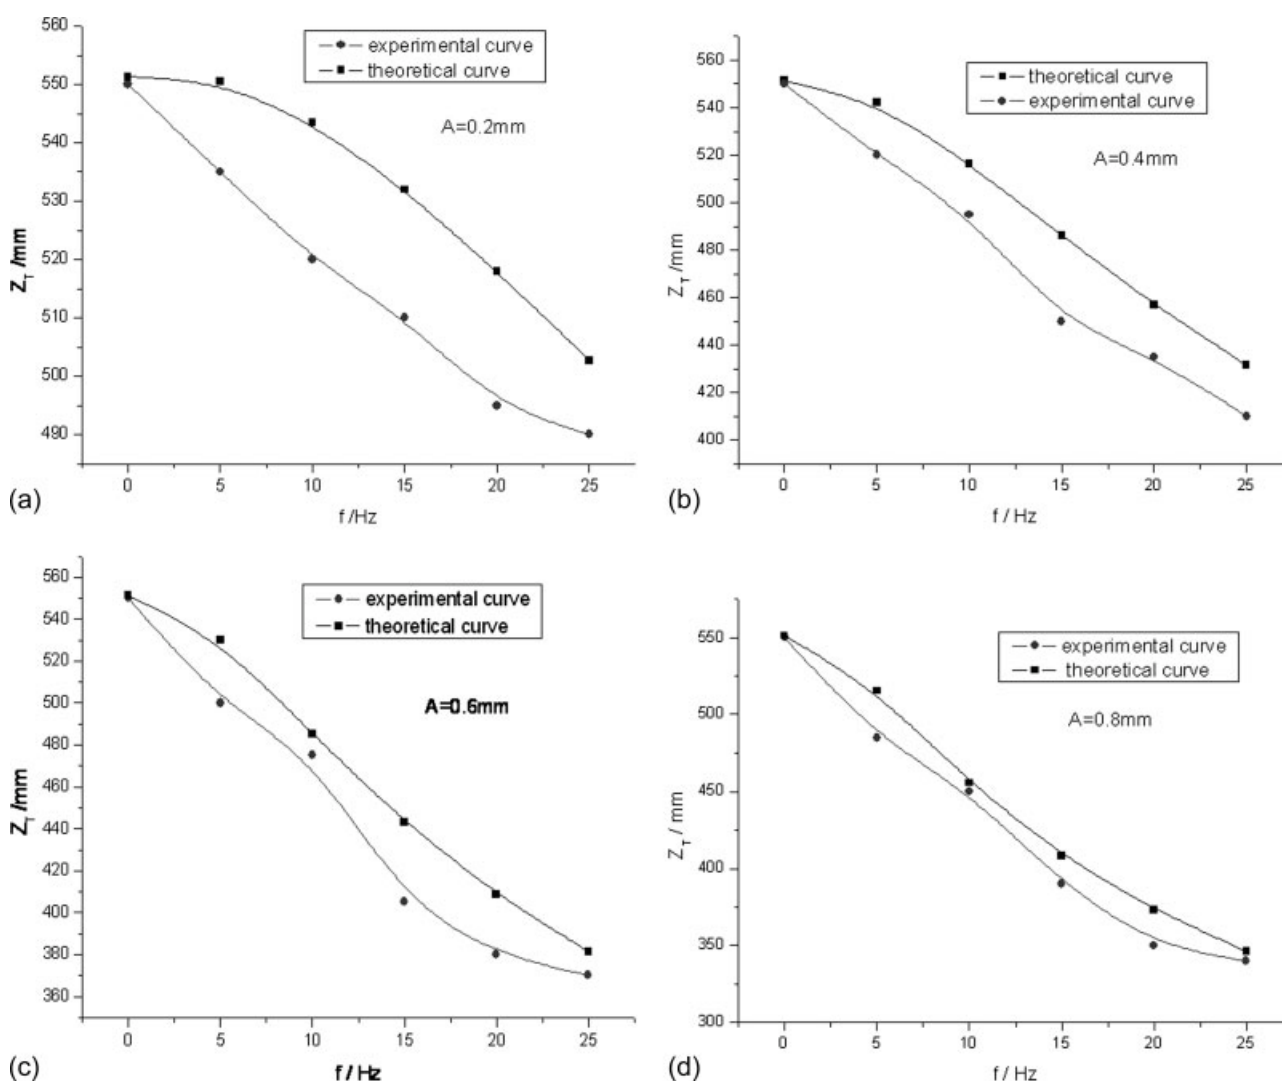 560
550
540
530
520
510
500
490
Z_T /mm
experimental curve
theoretical curve
A=0.2mm
0 5 10 15 20 25
(a)
f /Hz
560
540
520
500
480
460
440
420
400
Z_T /mm
theoretical curve
experimental curve
A=0.4mm
0 5 10 15 20 25
(b)
f / Hz
560
540
520
500
480
460
440
420
400
380
360
Z_T /mm
experimental curve
theoretical curve
A=0.6mm
0 5 10 15 20 25
(c)
f / Hz
550
500
450
400
350
300
Z_T / mm
experimental curve
theoretical curve
A=0.8mm
0 5 10 15 20 25
(d)
f / Hz